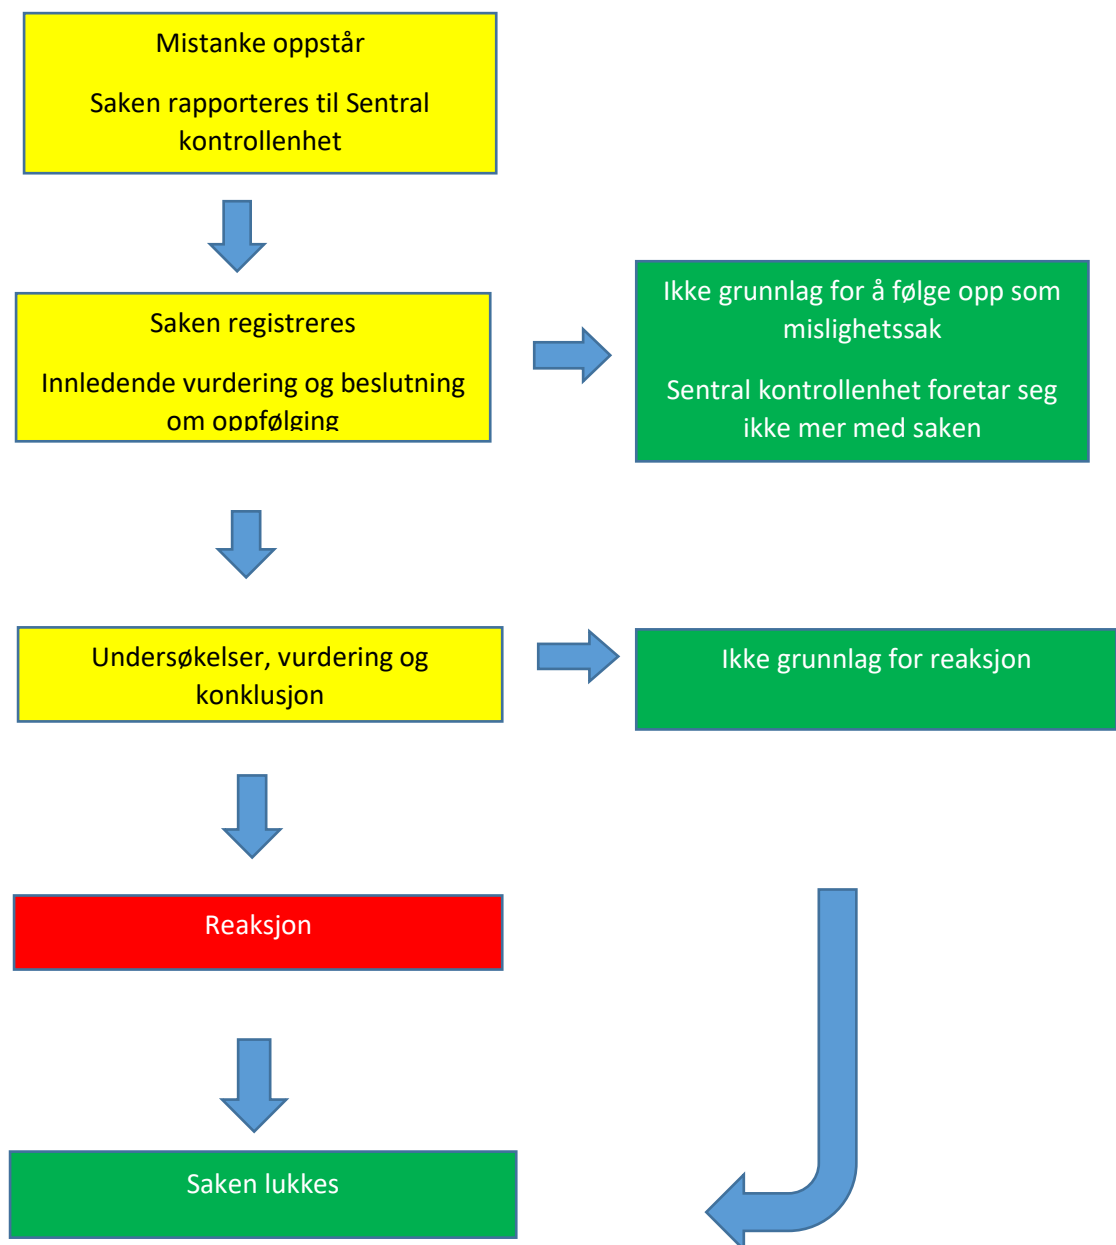 Mistanke oppstår
Saken rapporteres til Sentral
kontrollenhet
Saken registreres
Innledende vurdering og beslutning
om oppfølging
Ikke grunnlag for å følge opp som
mislighetssak
Sentral kontrollenhet foretar seg
ikke mer med saken
Undersøkelser, vurdering og
konklusjon
Ikke grunnlag for reaksjon
Reaksjon
Saken lukkes